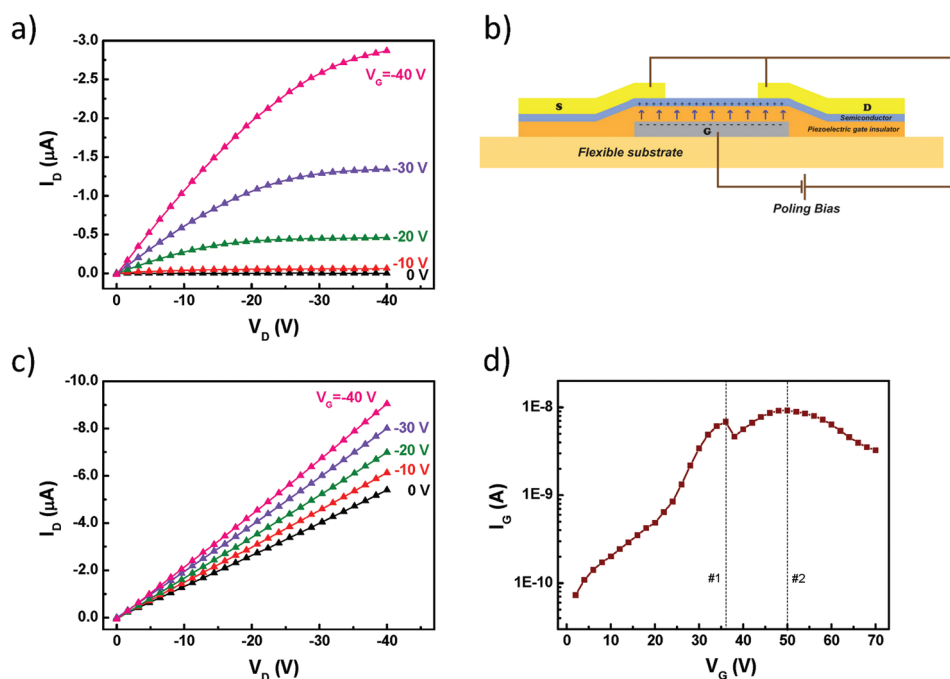 a)
-3.0
-2.5
-2.0
-1.5
-1.0
-0.5
0.0
I_D (μA)
V_G=-40 V
-30 V
-20 V
-10 V
0 V
0 -10 -20 -30 -40
V_D (V)
b)
S D
Semiconductor
G Piezoelectric gate insulator
Flexible substrate
Poling Bias
c)
-10.0
-8.0
-6.0
-4.0
-2.0
0.0
I_D (μA)
V_G=-40 V
-30 V
-20 V
-10 V
0 V
0 -10 -20 -30 -40
V_D (V)
d)
1E-8
1E-9
1E-10
I_G (A)
#1 #2
0 10 20 30 40 50 60 70
V_G (V)